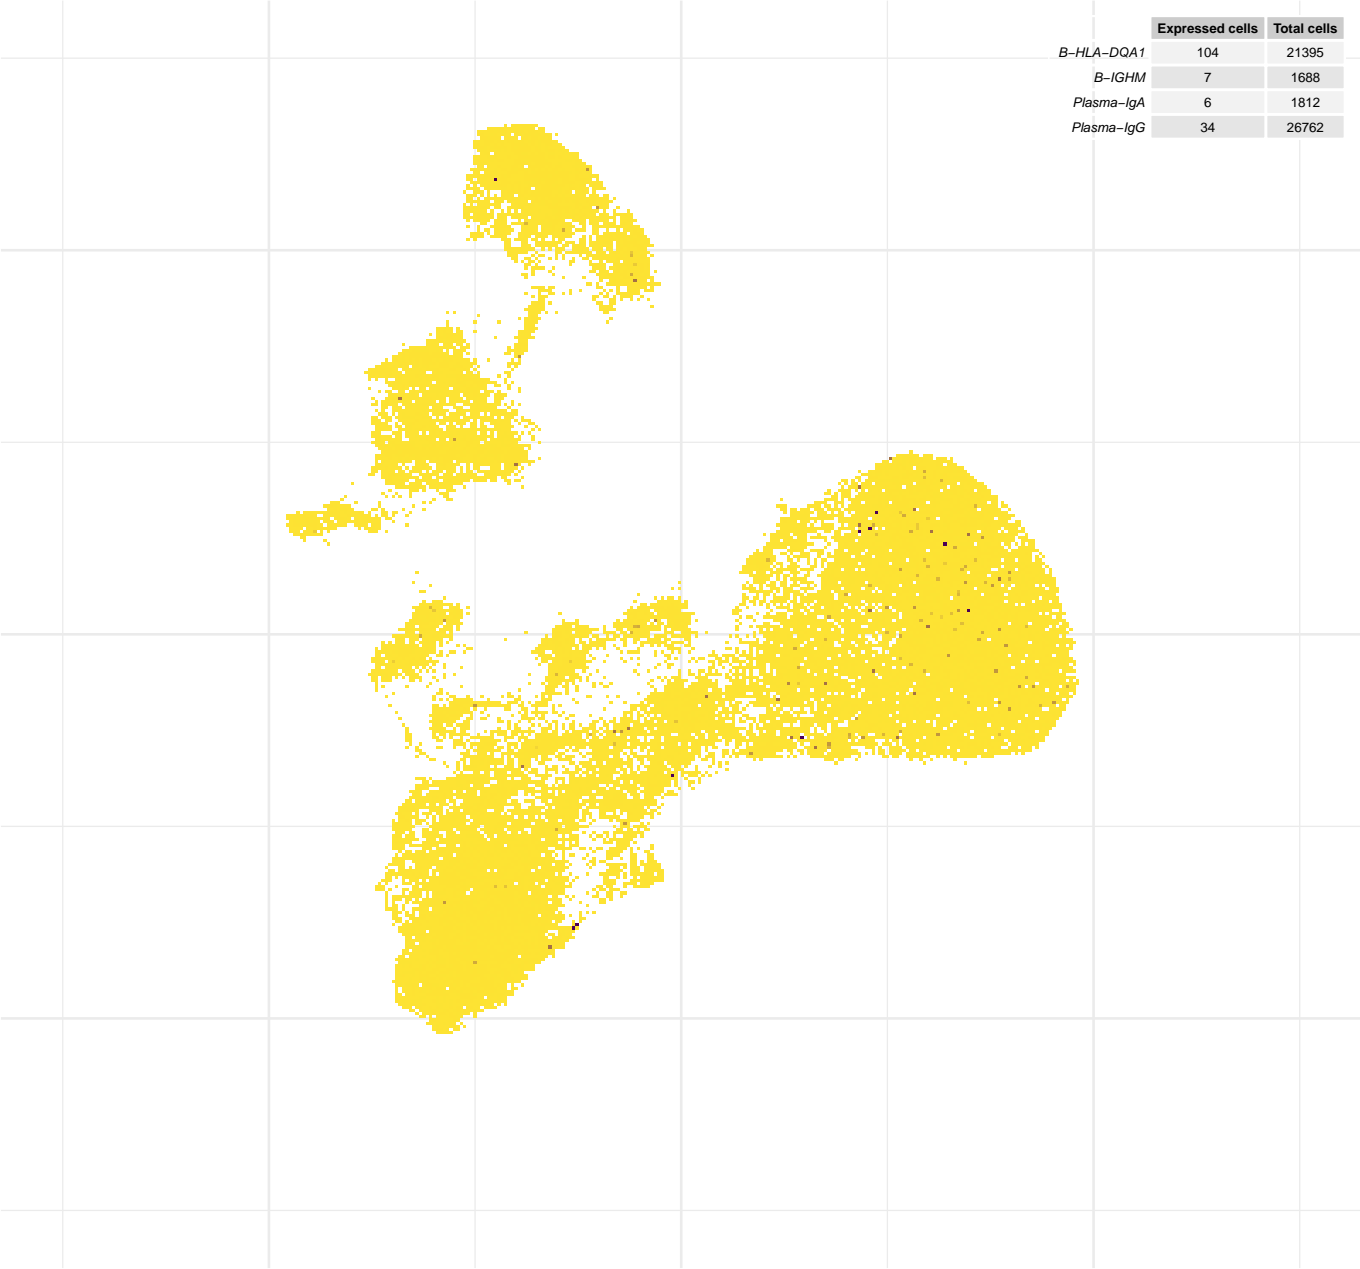 Expressed cells Total cells
B−HLA−DQA1 104 21395
B−IGHM 7 1688
Plasma−IgA 6 1812
Plasma−IgG 34 26762